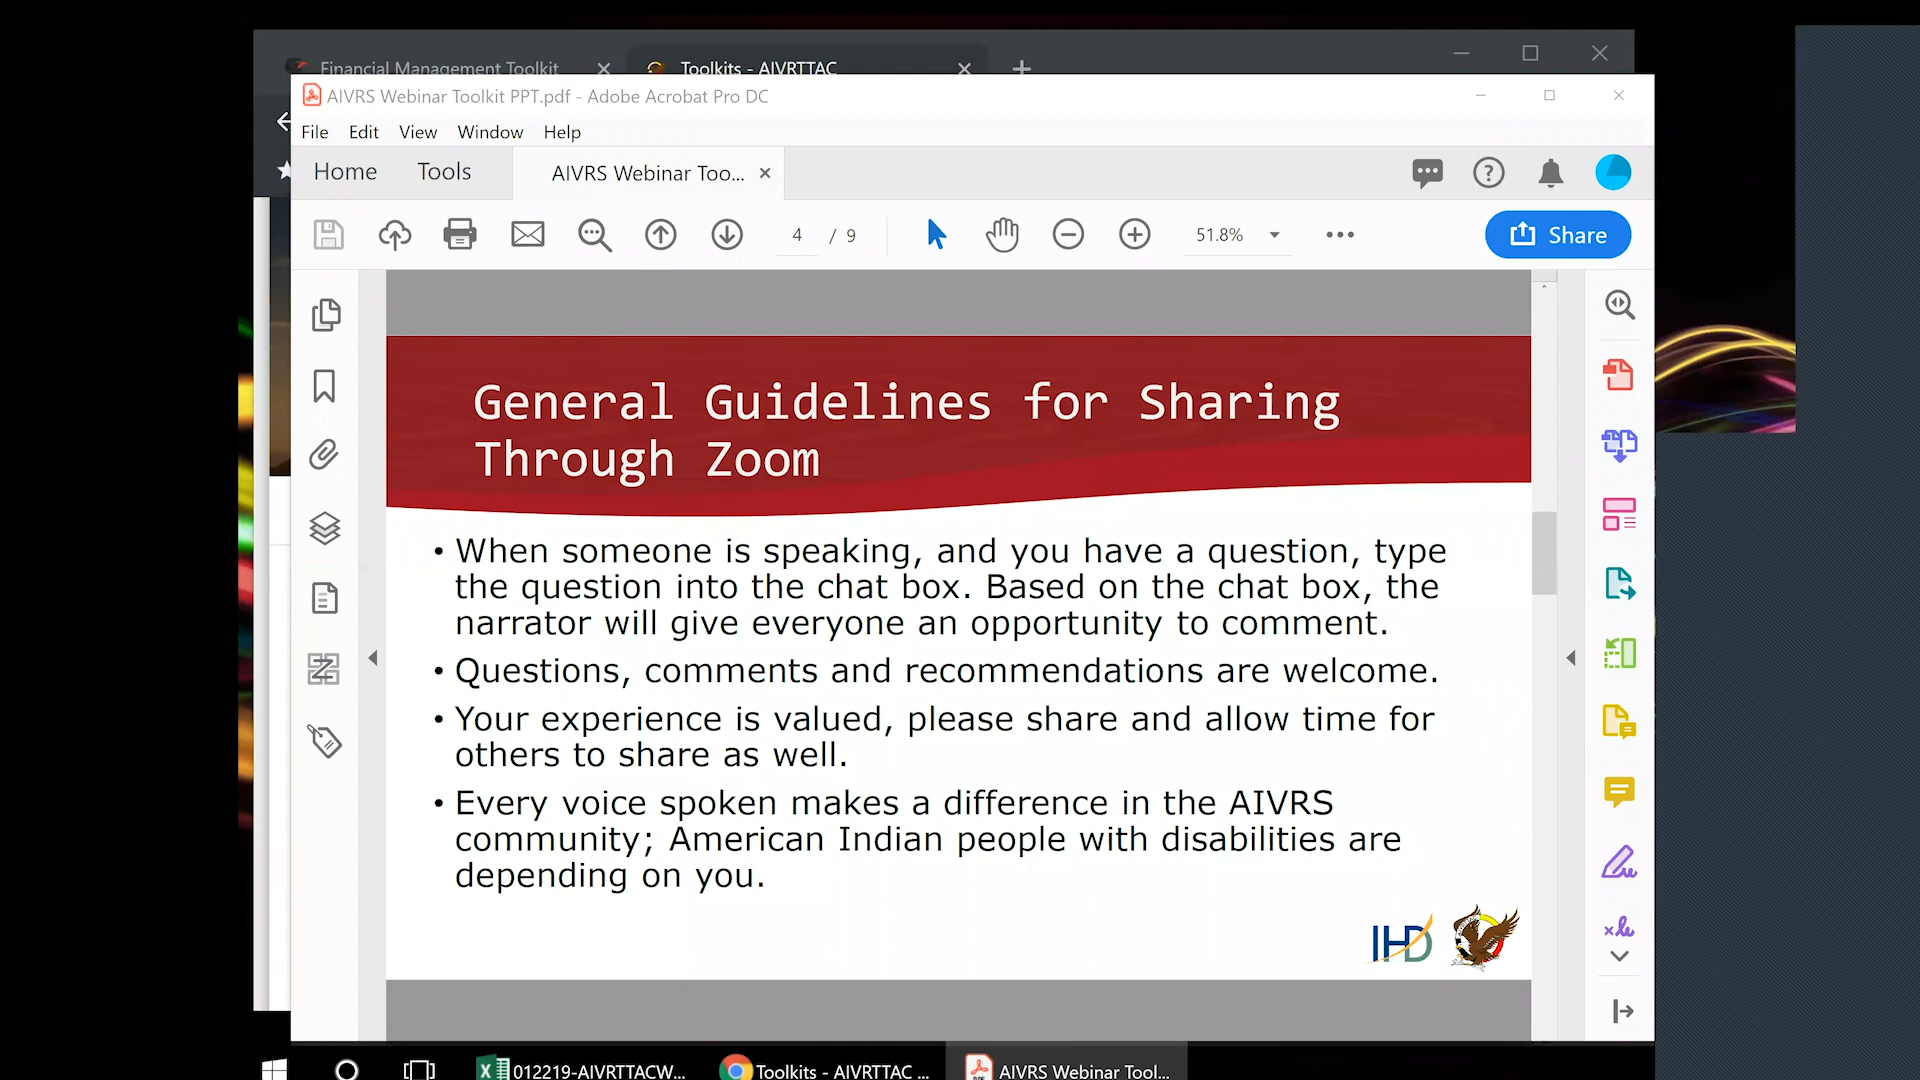 Financial Management Toolkit
Toolkits - AIVRTTAC
AIVRS Webinar Toolkit PPT.pdf - Adobe Acrobat Pro DC
File Edit View Window Help
Home Tools AIVRS Webinar Too...
4 / 9 51.8% Share
General Guidelines for Sharing
Through Zoom
• When someone is speaking, and you have a question, type
the question into the chat box. Based on the chat box, the
narrator will give everyone an opportunity to comment.
• Questions, comments and recommendations are welcome.
• Your experience is valued, please share and allow time for
others to share as well.
• Every voice spoken makes a difference in the AIVRS
community; American Indian people with disabilities are
depending on you.
IHD
012219-AIVRTTACW... Toolkits - AIVRTTAC ... AIVRS Webinar Tool...